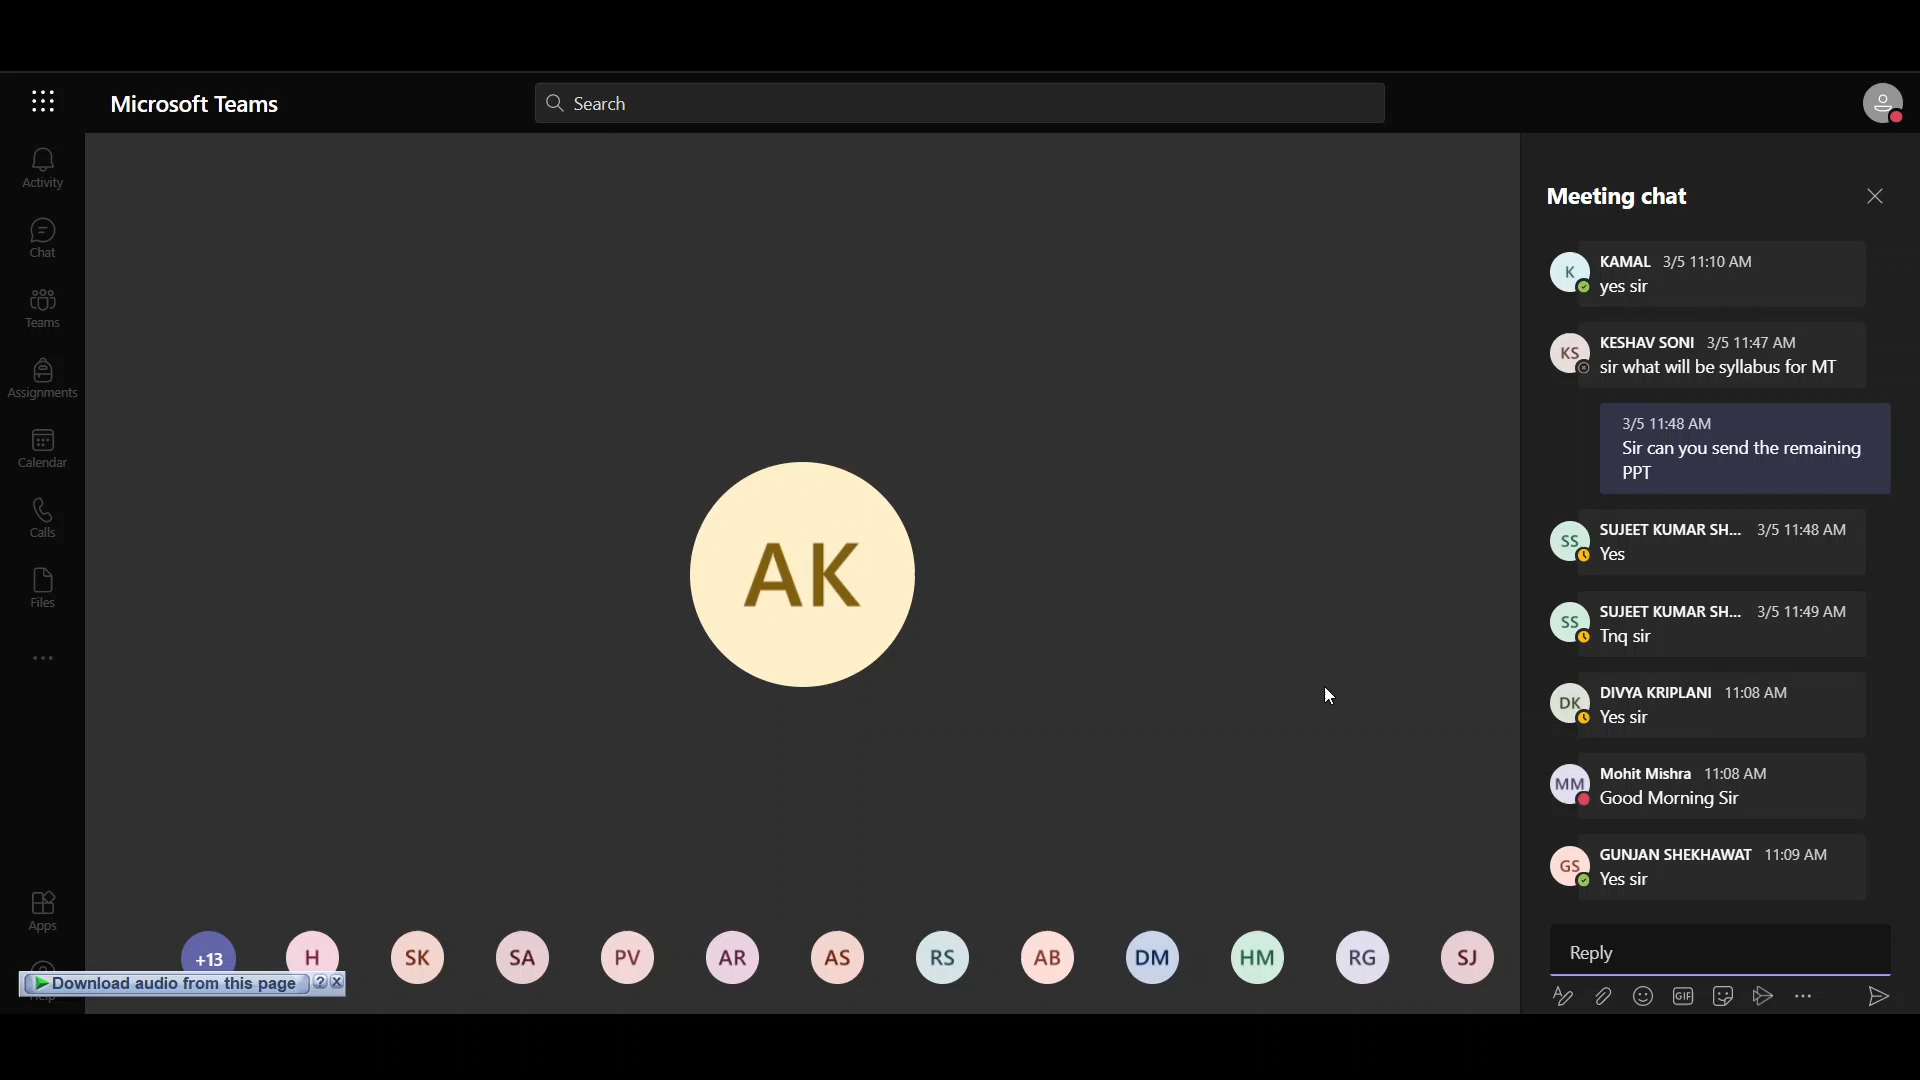 Microsoft Teams
Search
Activity
Chat
Teams
Assignments
Calendar
Calls
Files
Apps
AK
+13
H
SK
SA
PV
AR
AS
RS
AB
DM
HM
RG
SJ
Download audio from this page
?
x
Help
Meeting chat
K
KAMAL 3/5 11:10 AM
yes sir
KS
KESHAV SONI 3/5 11:47 AM
sir what will be syllabus for MT
3/5 11:48 AM
Sir can you send the remaining
PPT
SS
SUJEET KUMAR SH... 3/5 11:48 AM
Yes
SS
SUJEET KUMAR SH... 3/5 11:49 AM
Tnq sir
DK
DIVYA KRIPLANI 11:08 AM
Yes sir
MM
Mohit Mishra 11:08 AM
Good Morning Sir
GS
GUNJAN SHEKHAWAT 11:09 AM
Yes sir
Reply
GIF